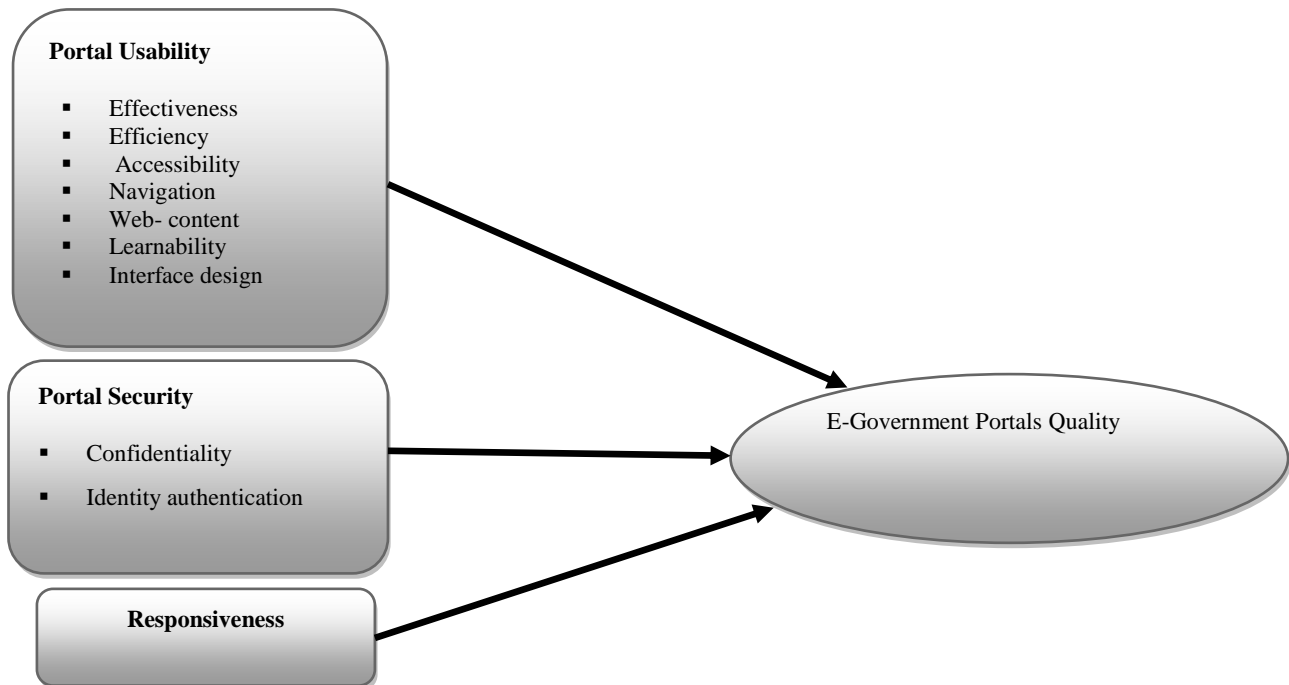 Portal Usability
▪ Effectiveness
▪ Efficiency
▪ Accessibility
▪ Navigation
▪ Web- content
▪ Learnability
▪ Interface design
Portal Security
▪ Confidentiality
▪ Identity authentication
Responsiveness
E-Government Portals Quality